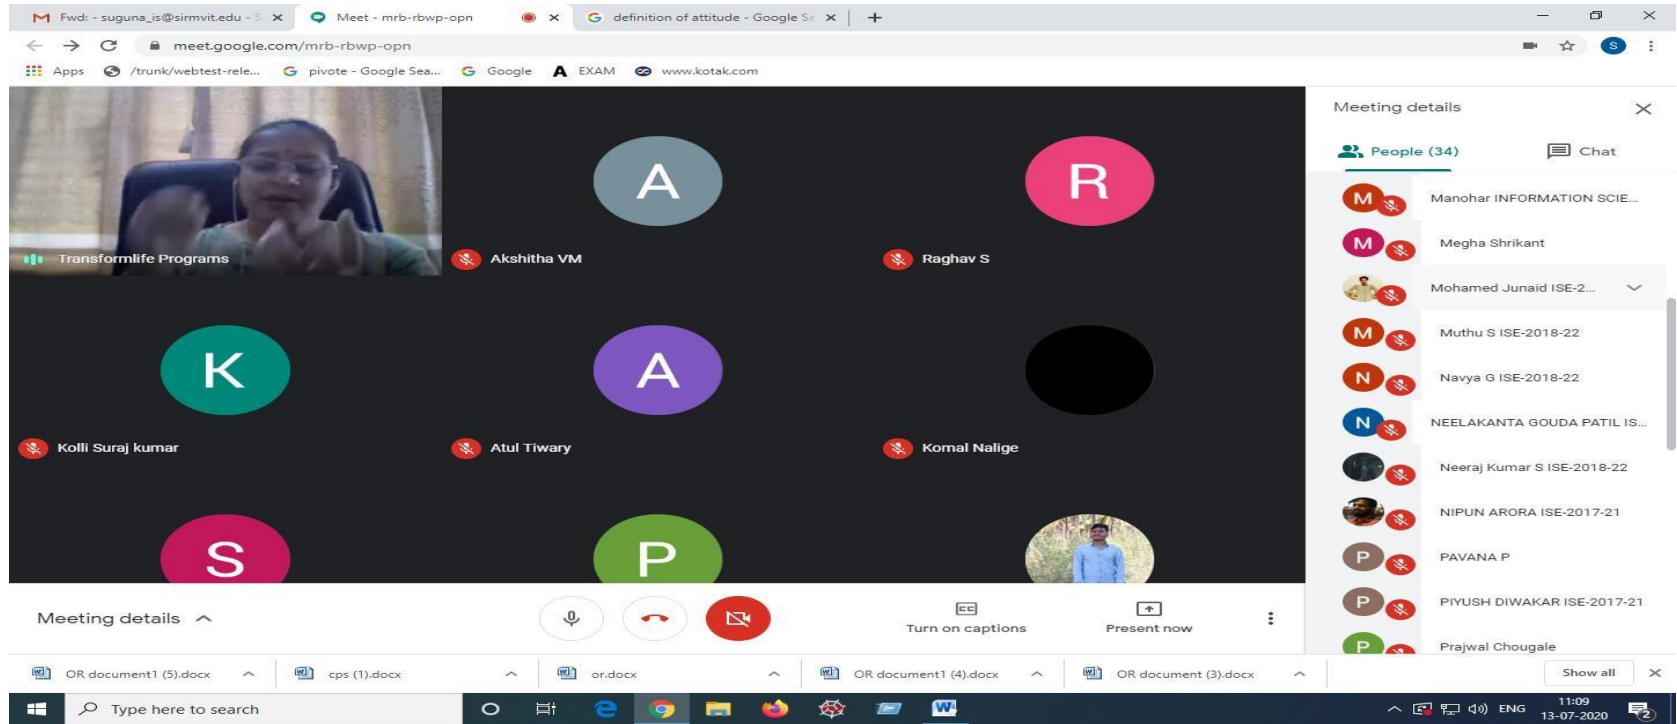 Fwd: - suguna_is@sirmvit.edu - S
Meet - mrb-rbwp-opn
definition of attitude - Google Se
meet.google.com/mrb-rbwp-opn
S
Apps
/trunk/webtest-rele...
pivote - Google Sea...
Google
EXAM
www.kotak.com
Transformlife Programs
A
Akshitha VM
R
Raghav S
K
Kolli Suraj kumar
A
Atul Tiwary
Komal Nalige
S
P
Meeting details
People (34)
Chat
M
Manohar INFORMATION SCIE...
M
Megha Shrikant
Mohamed Junaid ISE-2...
M
Muthu S ISE-2018-22
N
Navya G ISE-2018-22
N
NEELAKANTA GOUDA PATIL IS...
Neeraj Kumar S ISE-2018-22
NIPUN ARORA ISE-2017-21
P
PAVANA P
P
PIYUSH DIWAKAR ISE-2017-21
P
Prajwal Chougale
Meeting details
CC
Turn on captions
Present now
OR document1 (5).docx
cps (1).docx
or.docx
OR document1 (4).docx
OR document (3).docx
Show all
Type here to search
ENG
11:09
13-07-2020
2